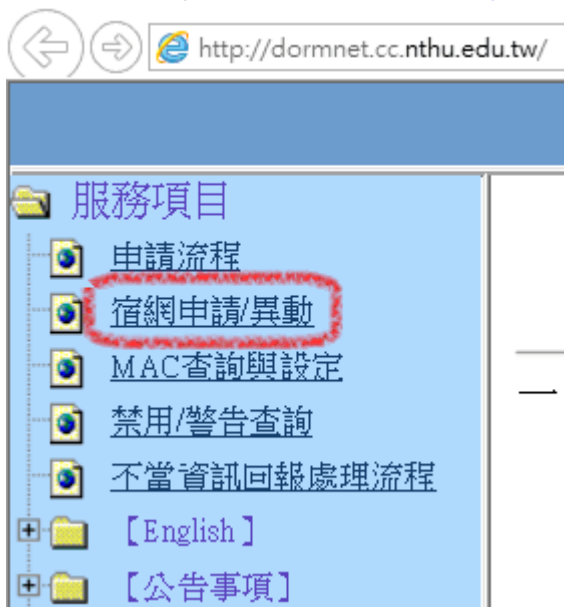 http://dormnet.cc.nthu.edu.tw/
服務項目
申請流程
宿網申請/異動
MAC查詢與設定
禁用/警告查詢
不當資訊回報處理流程
【English】
【公告事項】
一